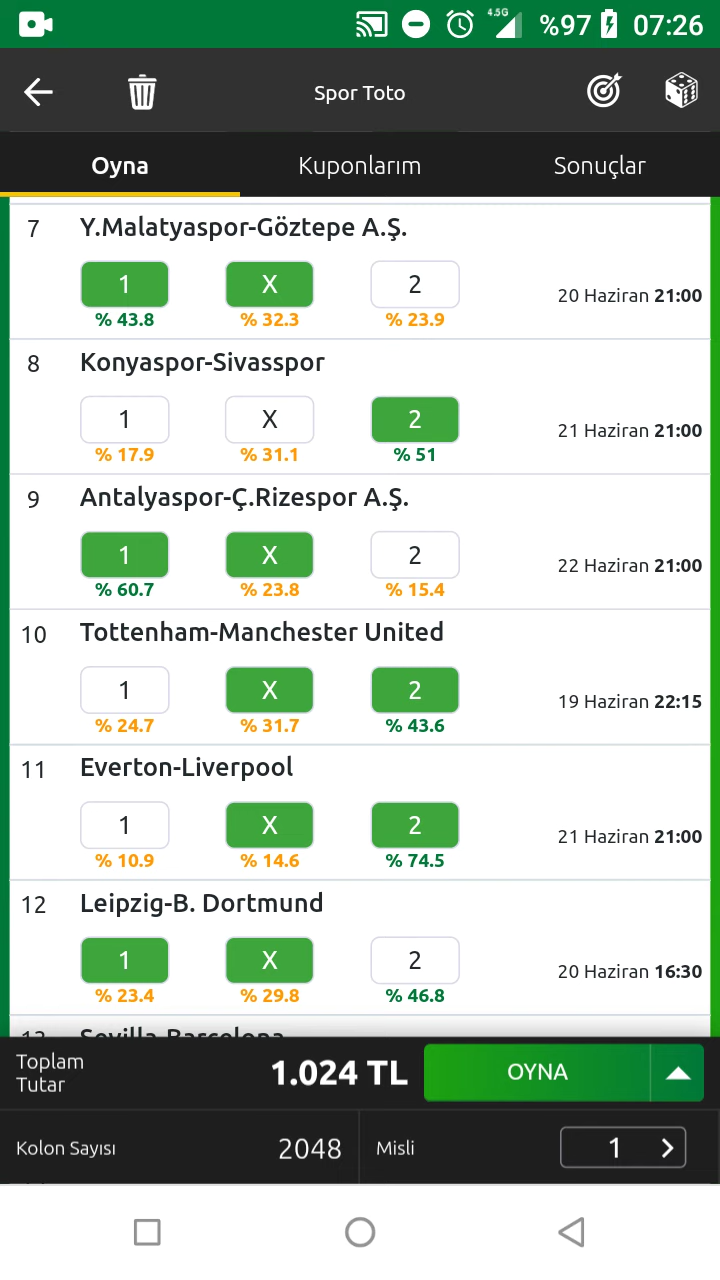 4.5G %97 07:26
Spor Toto
Oyna Kuponlarım Sonuçlar
7 Y.Malatyaspor-Göztepe A.Ş.
1 X 2
20 Haziran 21:00
% 43.8 % 32.3 % 23.9
8 Konyaspor-Sivasspor
1 X 2
21 Haziran 21:00
% 17.9 % 31.1 % 51
9 Antalyaspor-Ç.Rizespor A.Ş.
1 X 2
22 Haziran 21:00
% 60.7 % 23.8 % 15.4
10 Tottenham-Manchester United
1 X 2
19 Haziran 22:15
% 24.7 % 31.7 % 43.6
11 Everton-Liverpool
1 X 2
21 Haziran 21:00
% 10.9 % 14.6 % 74.5
12 Leipzig-B. Dortmund
1 X 2
20 Haziran 16:30
% 23.4 % 29.8 % 46.8
13 Sevilla-Barcelona
Toplam
Tutar
1.024 TL OYNA
Kolon Sayısı 2048 Misli 1